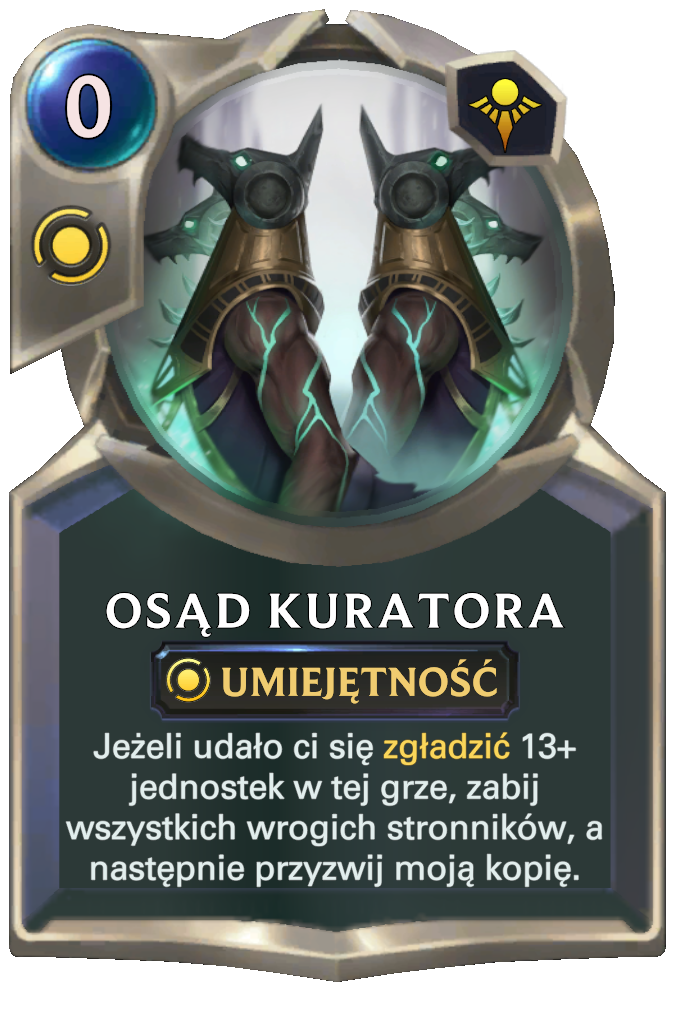 0
OSĄD KURATORA
UMIEJĘTNOŚĆ
Jeżeli udało ci się zgładzić 13+
jednostek w tej grze, zabij
wszystkich wrogich stronników, a
następnie przyzwij moją kopię.